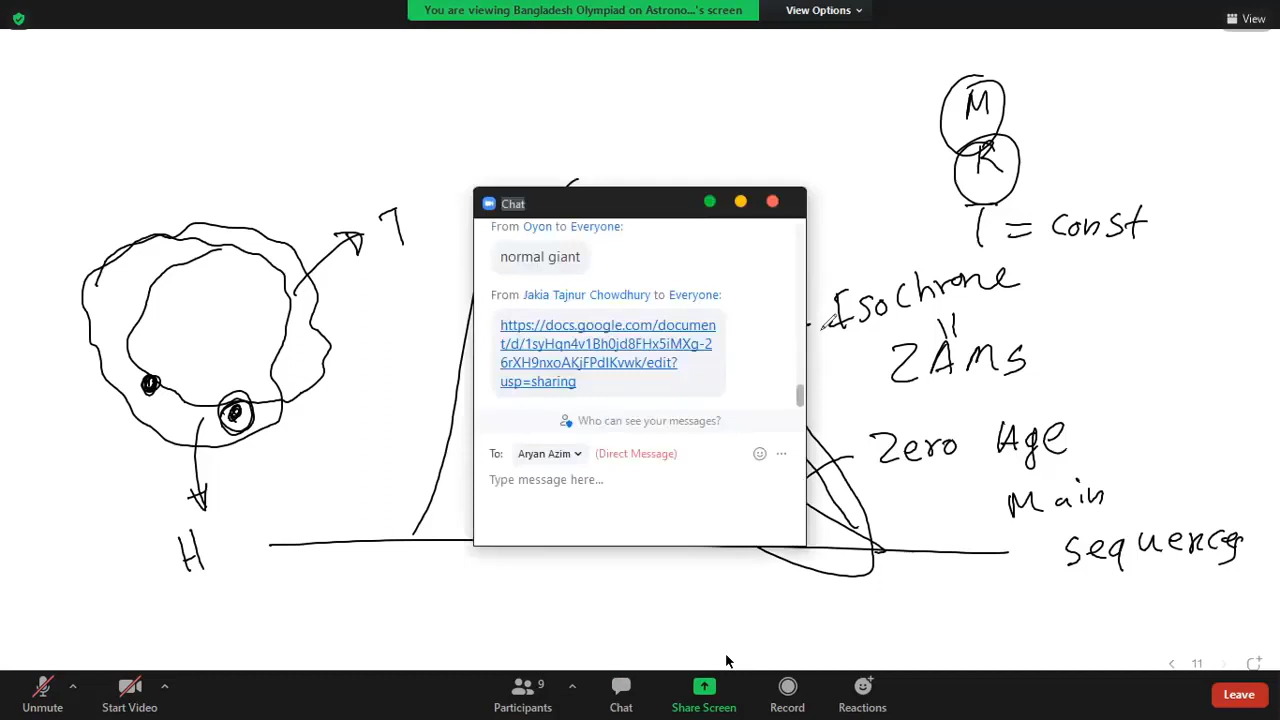 You are viewing Bangladesh Olympiad on Astrono...'s screen
View Options
View
M
K
T = const
T
Isochrone
ZAMS
Zero Age
Main
sequence
H
Chat
From Oyon to Everyone:
normal giant
From Jakia Tajnur Chowdhury to Everyone:
https://docs.google.com/documen
t/d/1syHqn4v1Bh0jd8FHx5iMXg-2
6rXH9nxoAKjFPdIKvwk/edit?
usp=sharing
Who can see your messages?
To: Aryan Azim (Direct Message)
Type message here...
11
Unmute
Start Video
9
Participants
Chat
Share Screen
Record
Reactions
Leave